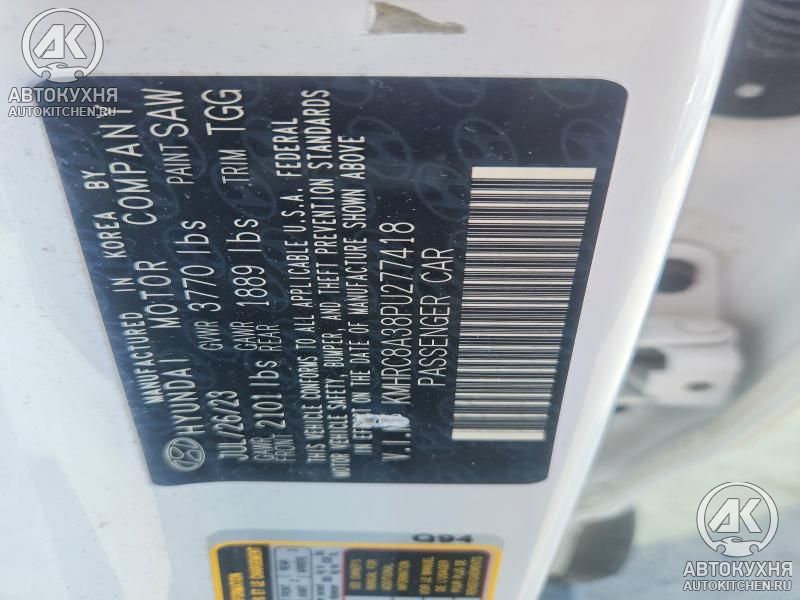 MANUFACTURED IN KOREA BY
HYUNDAI MOTOR COMPANY
JUL/26/23 GVWR 3770 lbs PAINT SAW
GAWR FRONT 2101 lbs GAWR REAR 1889 lbs TRIM TGG
THIS VEHICLE CONFORMS TO ALL APPLICABLE U.S.A. FEDERAL
MOTOR VEHICLE SAFETY, BUMPER, AND THEFT PREVENTION STANDARDS
IN EFFECT ON THE DATE OF MANUFACTURE SHOWN ABOVE
V.I.N KMHRC8A38PU277418
PASSENGER CAR
Q94
AK
АВТОКУХНЯ
AUTOKITCHEN.RU
AK
АВТОКУХНЯ
AUTOKITCHEN.RU